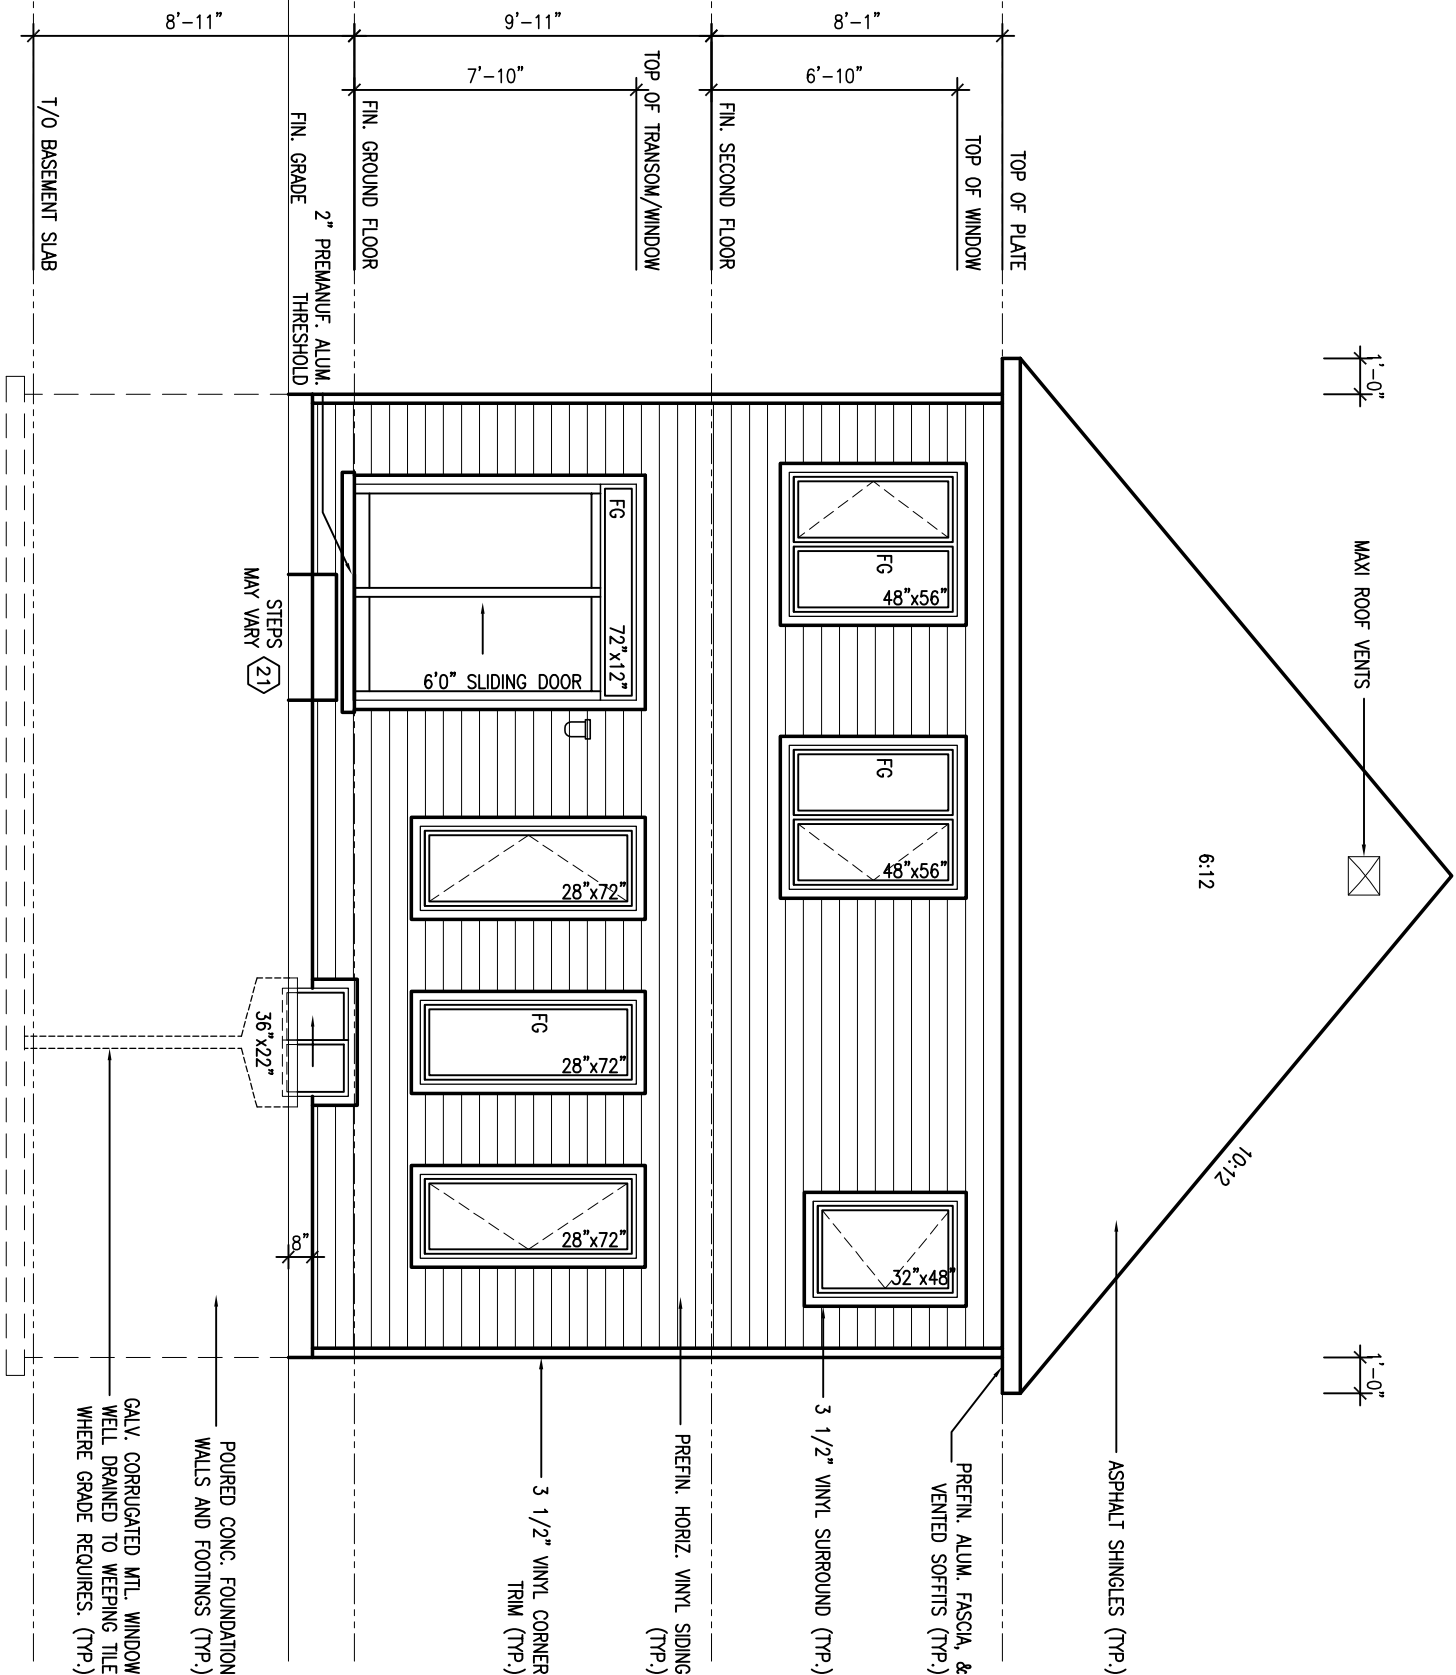 1'-0"
1'-0"
MAXI ROOF VENTS
6:12
10:12
ASPHALT SHINGLES (TYP.)
TOP OF PLATE
TOP OF WINDOW
8'-1"
6'-10"
FIN. SECOND FLOOR
PREFIN. ALUM. FASCIA, &
VENTED SOFFITS (TYP.)
FG
48"x56"
FG
48"x56"
32"x48"
3 1/2" VINYL SURROUND (TYP.)
PREFIN. HORIZ. VINYL SIDING
(TYP.)
TOP OF TRANSOM/WINDOW
9'-11"
7'-10"
FIN. GROUND FLOOR
FG
72"x12"
6'0" SLIDING DOOR
28"x72"
FG
28"x72"
28"x72"
3 1/2" VINYL CORNER
TRIM (TYP.)
2" PREMANUF. ALUM.
THRESHOLD
FIN. GRADE
STEPS
MAY VARY
21
36"x22"
8"
8'-11"
T/O BASEMENT SLAB
POURED CONC. FOUNDATION
WALLS AND FOOTINGS (TYP.)
GALV. CORRUGATED MTL. WINDOW
WELL DRAINED TO WEEPING TILE
WHERE GRADE REQUIRES. (TYP.)